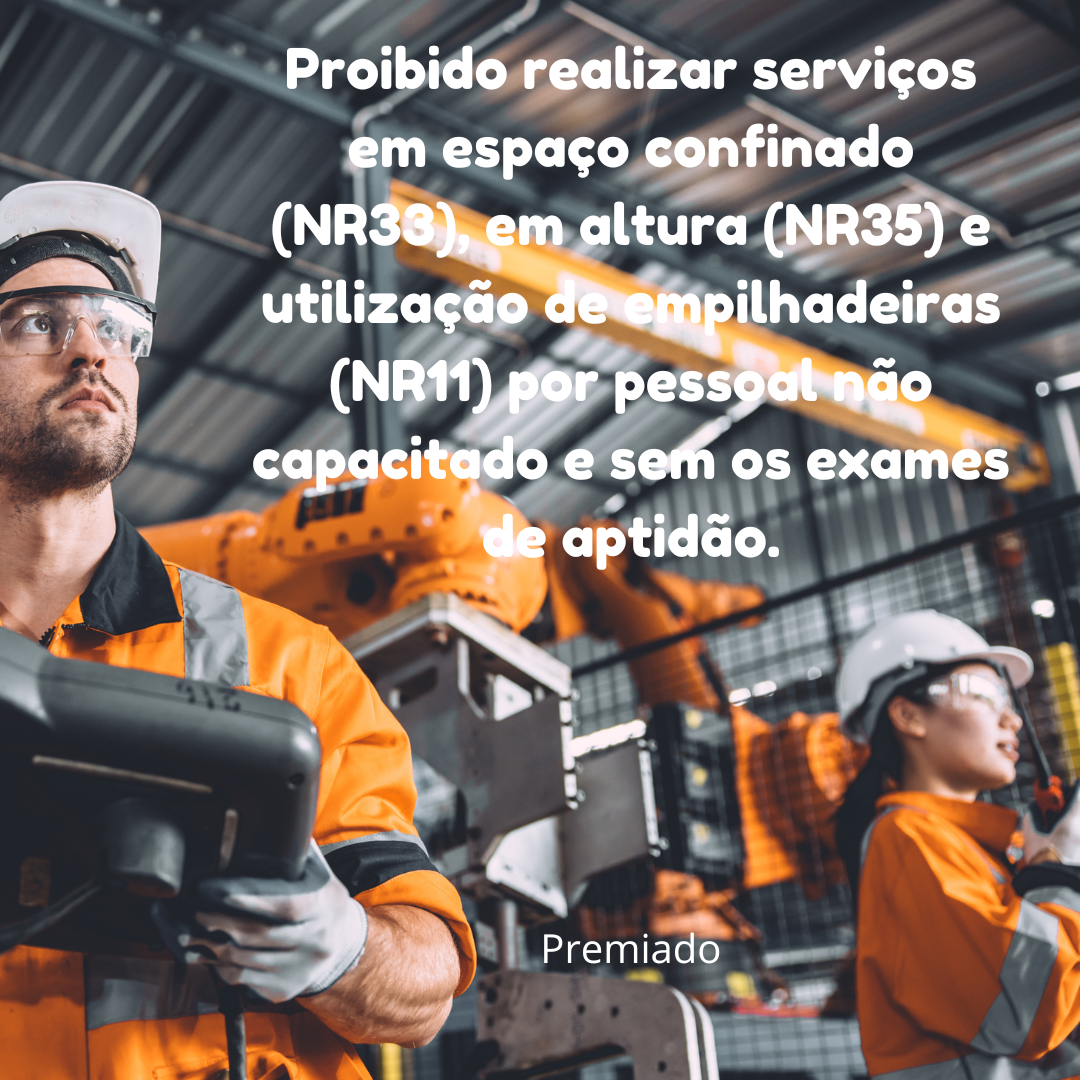 Proibido realizar serviços
em espaço confinado
(NR33), em altura (NR35) e
utilização de empilhadeiras
(NR11) por pessoal não
capacitado e sem os exames
de aptidão.
Premiado